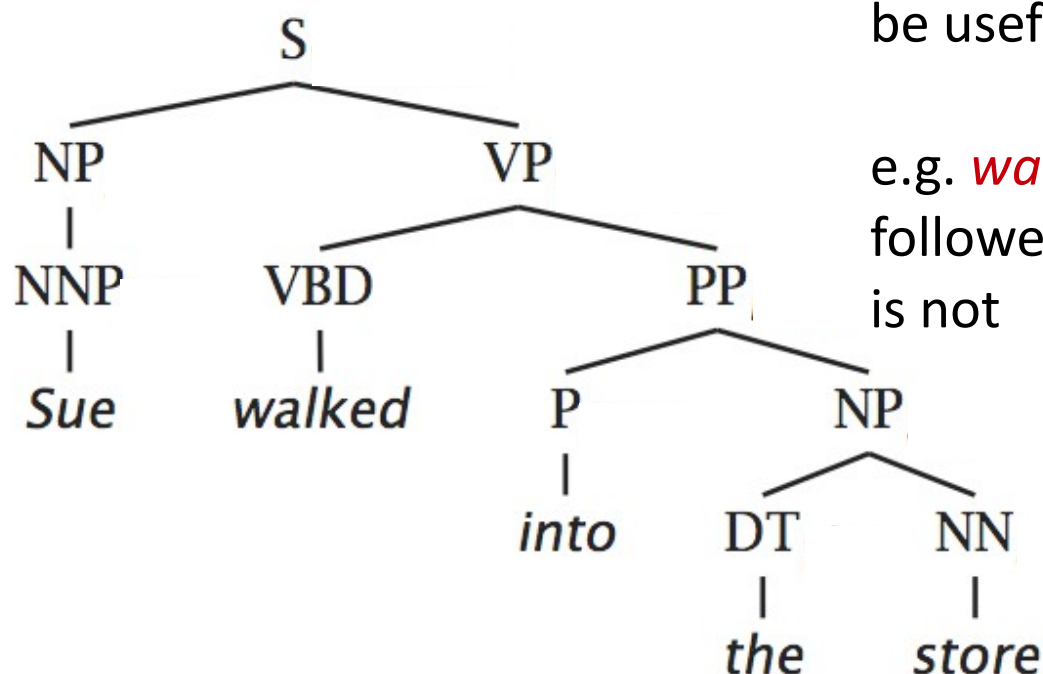 be usef
S
NP VP
e.g. wa
followe
NNP VBD PP
is not
Sue walked P NP
into DT NN
the store